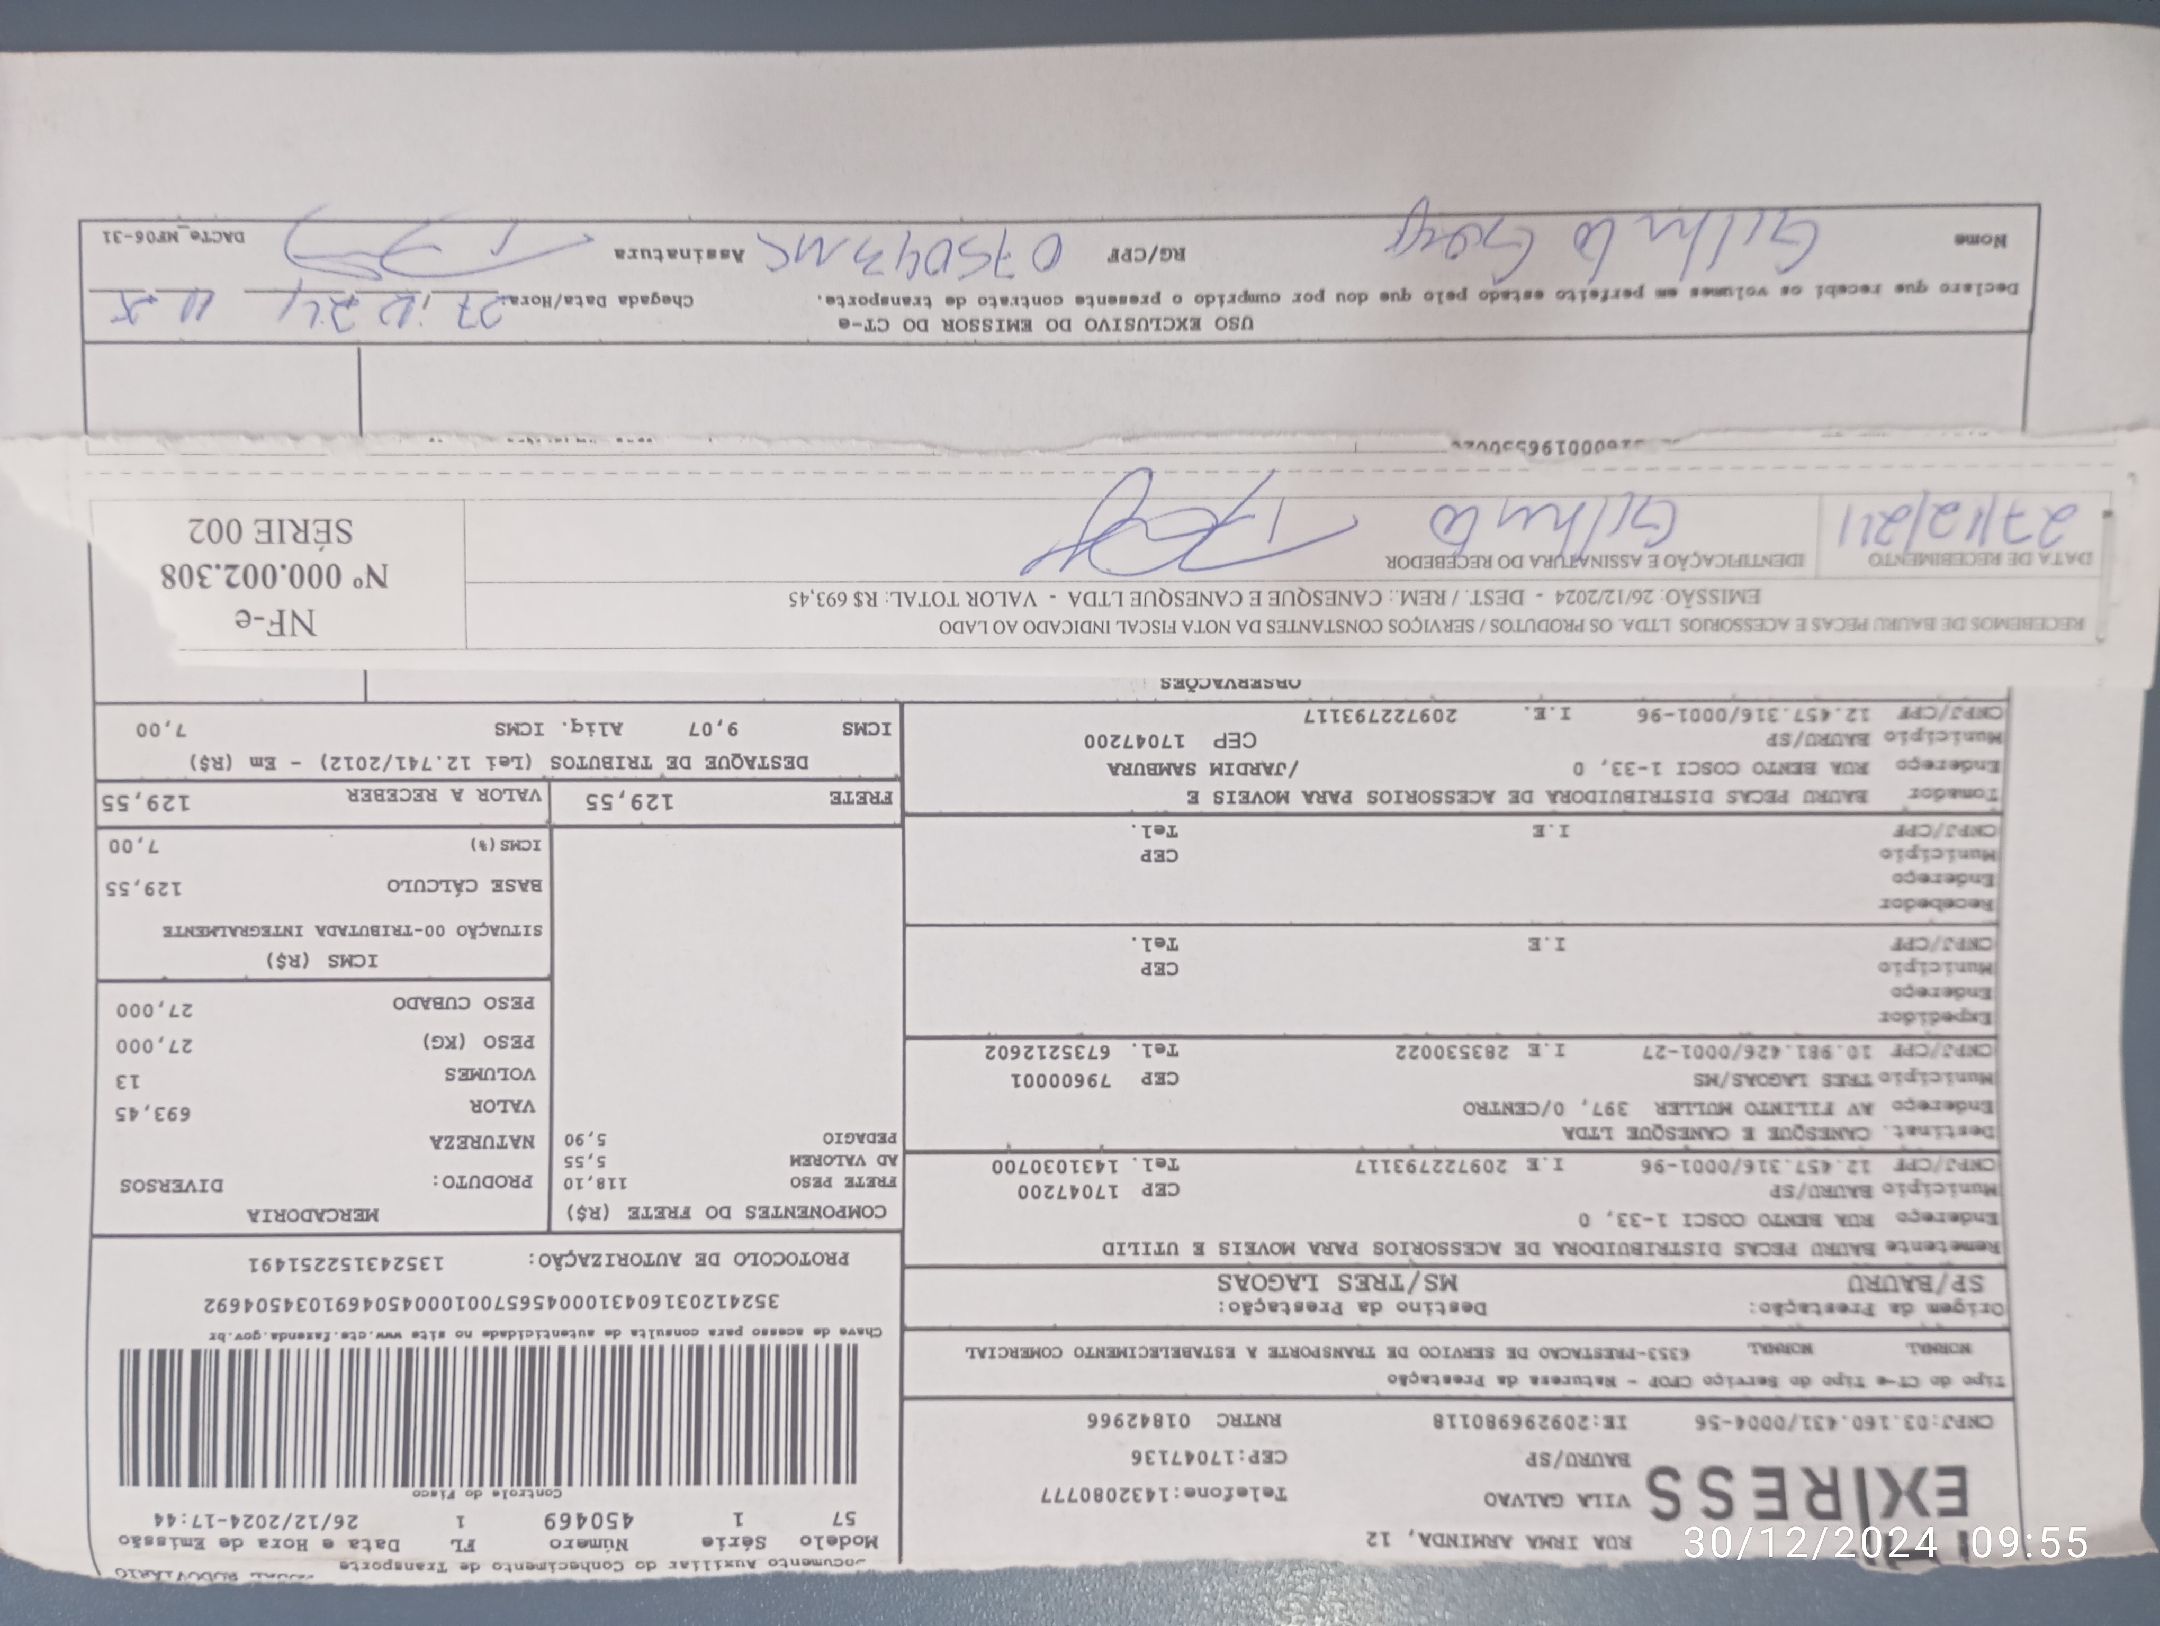 Documento Auxiliar do Conhecimento de Transporte
RUA IRMA ARMINDA, 12
EX|RESS
VILA GALVAO Telefone:1432080777
BAURU/SP CEP:17047136
CNPJ:03.160.431/0004-56 IE:209296980118 RNTRC 01842966
Modelo Série Número FL Data e Hora de Emissão
57 1 450469 1 26/12/2024-17:44
Controle do Fisco
Chave de acesso para consulta de autenticidade no site www.cte.fazenda.gov.br
35241203160431000456570010004504691034504692
PROTOCOLO DE AUTORIZAÇÃO: 135243152251491
Tipo do CT-e Tipo do Serviço CFOP - Natureza da Prestação
NORMAL NORMAL 6353-PRESTACAO DE SERVICO DE TRANSPORTE A ESTABELECIMENTO COMERCIAL
Origem da Prestação: Destino da Prestação:
SP/BAURU MS/TRES LAGOAS
Remetente BAURU PECAS DISTRIBUIDORA DE ACESSORIOS PARA MOVEIS E UTILID
Endereço RUA BENTO COSCI 1-33, 0
Município BAURU/SP CEP 17047200
CNPJ/CPF 12.457.316/0001-96 I.E 209722793117 Tel. 1431030700
Destinat. CANESQUE E CANESQUE LTDA
Endereço AV FILINTO MULLER 397, 0/CENTRO
Município TRES LAGOAS/MS CEP 79600001
CNPJ/CPF 10.981.426/0001-27 I.E 283530022 Tel. 6735212602
Expedidor
Endereço
Município CEP
CNPJ/CPF I.E Tel.
Recebedor
Endereço
Município CEP
CNPJ/CPF I.E Tel.
Tomador BAURU PECAS DISTRIBUIDORA DE ACESSORIOS PARA MOVEIS E
Endereço RUA BENTO COSCI 1-33, 0 /JARDIM SAMBURA
Município BAURU/SP CEP 17047200
CNPJ/CPF 12.457.316/0001-96 I.E. 209722793117
COMPONENTES DO FRETE (R$)
FRETE PESO 118,10
AD VALOREM 5,55
PEDAGIO 5,90
MERCADORIA
PRODUTO: DIVERSOS
NATUREZA
VALOR 693,45
VOLUMES 13
PESO (KG) 27,000
PESO CUBADO 27,000
ICMS (R$)
SITUAÇÃO 00-TRIBUTADA INTEGRALMENTE
BASE CÁLCULO 129,55
ICMS(%) 7,00
FRETE 129,55 VALOR A RECEBER 129,55
DESTAQUE DE TRIBUTOS (Lei 12.741/2012) - Em (R$)
ICMS 9,07 Aliq. ICMS 7,00
OBSERVAÇÕES
RECEBEMOS DE BAURU PECAS E ACESSORIOS LTDA. OS PRODUTOS / SERVIÇOS CONSTANTES DA NOTA FISCAL INDICADO AO LADO
EMISSÃO: 26/12/2024 - DEST. / REM.: CANESQUE E CANESQUE LTDA - VALOR TOTAL: R$ 693,45
DATA DE RECEBIMENTO IDENTIFICAÇÃO E ASSINATURA DO RECEBEDOR
27/12/24
NF-e
Nº 000.002.308
SÉRIE 002
USO EXCLUSIVO DO EMISSOR DO CT-e
Declaro que recebi os volumes em perfeito estado pelo que dou por cumprido o presente contrato de transporte. Chegada Data/Hora: 27 12 24
Nome RG/CPF Assinatura
DACTe_MF06-31
30/12/2024 09:55